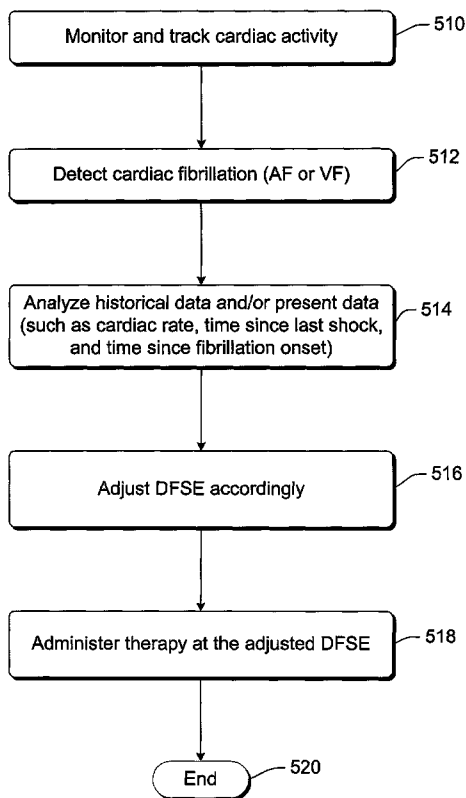 Monitor and track cardiac activity
510
Detect cardiac fibrillation (AF or VF)
512
Analyze historical data and/or present data
(such as cardiac rate, time since last shock,
and time since fibrillation onset)
514
Adjust DFSE accordingly
516
Administer therapy at the adjusted DFSE
518
End
520